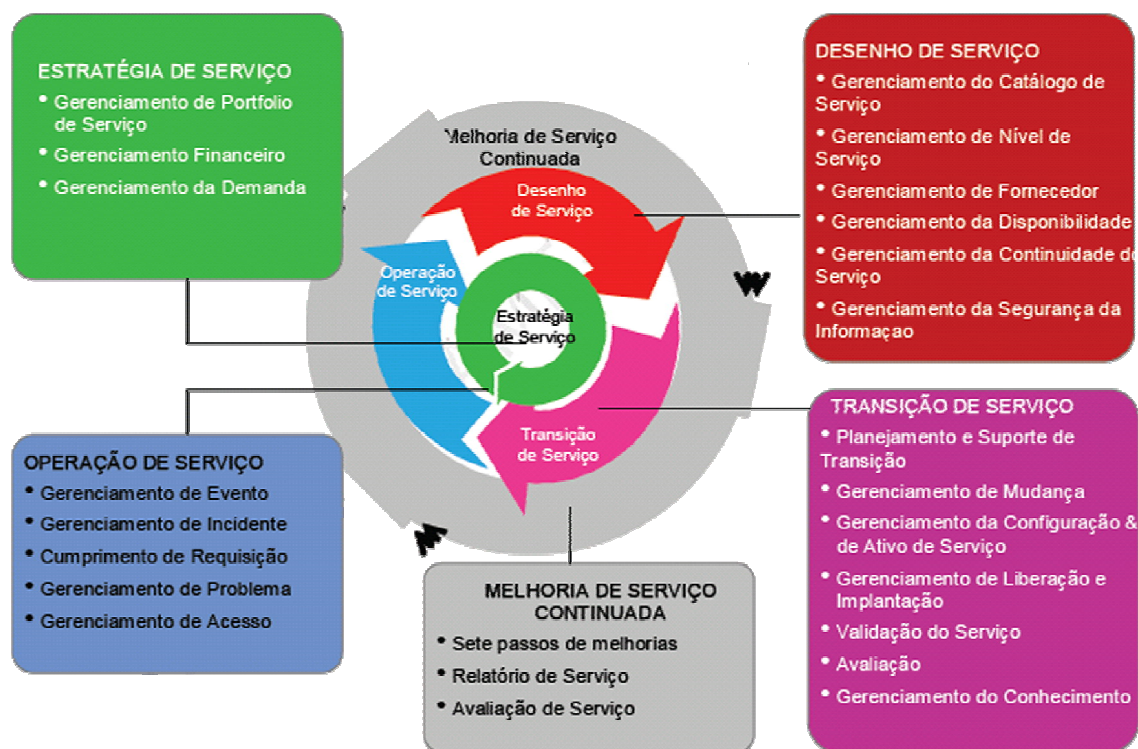 ESTRATÉGIA DE SERVIÇO
• Gerenciamento de Portfolio
de Serviço
• Gerenciamento Financeiro
• Gerenciamento da Demanda
DESENHO DE SERVIÇO
• Gerenciamento do Catálogo de
Serviço
• Gerenciamento de Nível de
Serviço
• Gerenciamento de Fornecedor
• Gerenciamento da Disponibilidade
• Gerenciamento da Continuidade do
Serviço
• Gerenciamento da Segurança da
Informaçao
Melhoria de Serviço
Continuada
Desenho
de Serviço
Operação
de Serviço
Estratégia
de Serviço
Transição
de Serviço
OPERAÇÃO DE SERVIÇO
• Gerenciamento de Evento
• Gerenciamento de Incidente
• Cumprimento de Requisição
• Gerenciamento de Problema
• Gerenciamento de Acesso
MELHORIA DE SERVIÇO
CONTINUADA
• Sete passos de melhorias
• Relatório de Serviço
• Avaliação de Serviço
TRANSIÇÃO DE SERVIÇO
• Planejamento e Suporte de
Transição
• Gerenciamento de Mudança
• Gerenciamento da Configuração &
de Ativo de Serviço
• Gerenciamento de Liberação e
Implantação
• Validação do Serviço
• Avaliação
• Gerenciamento do Conhecimento